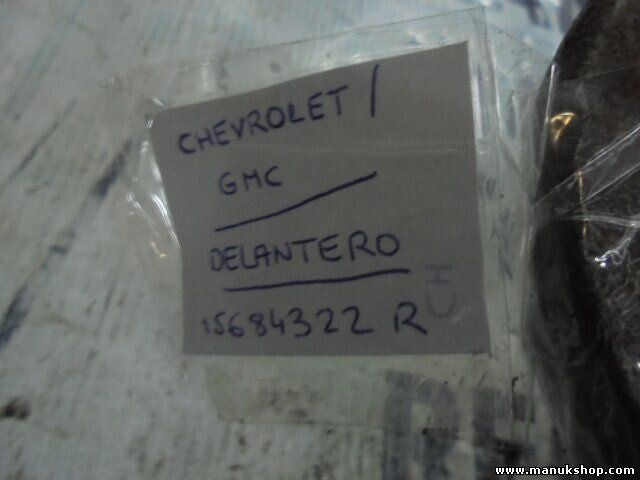 CHEVROLET /
GMC
DELANTERO
15684322 R
www.manukshop.com